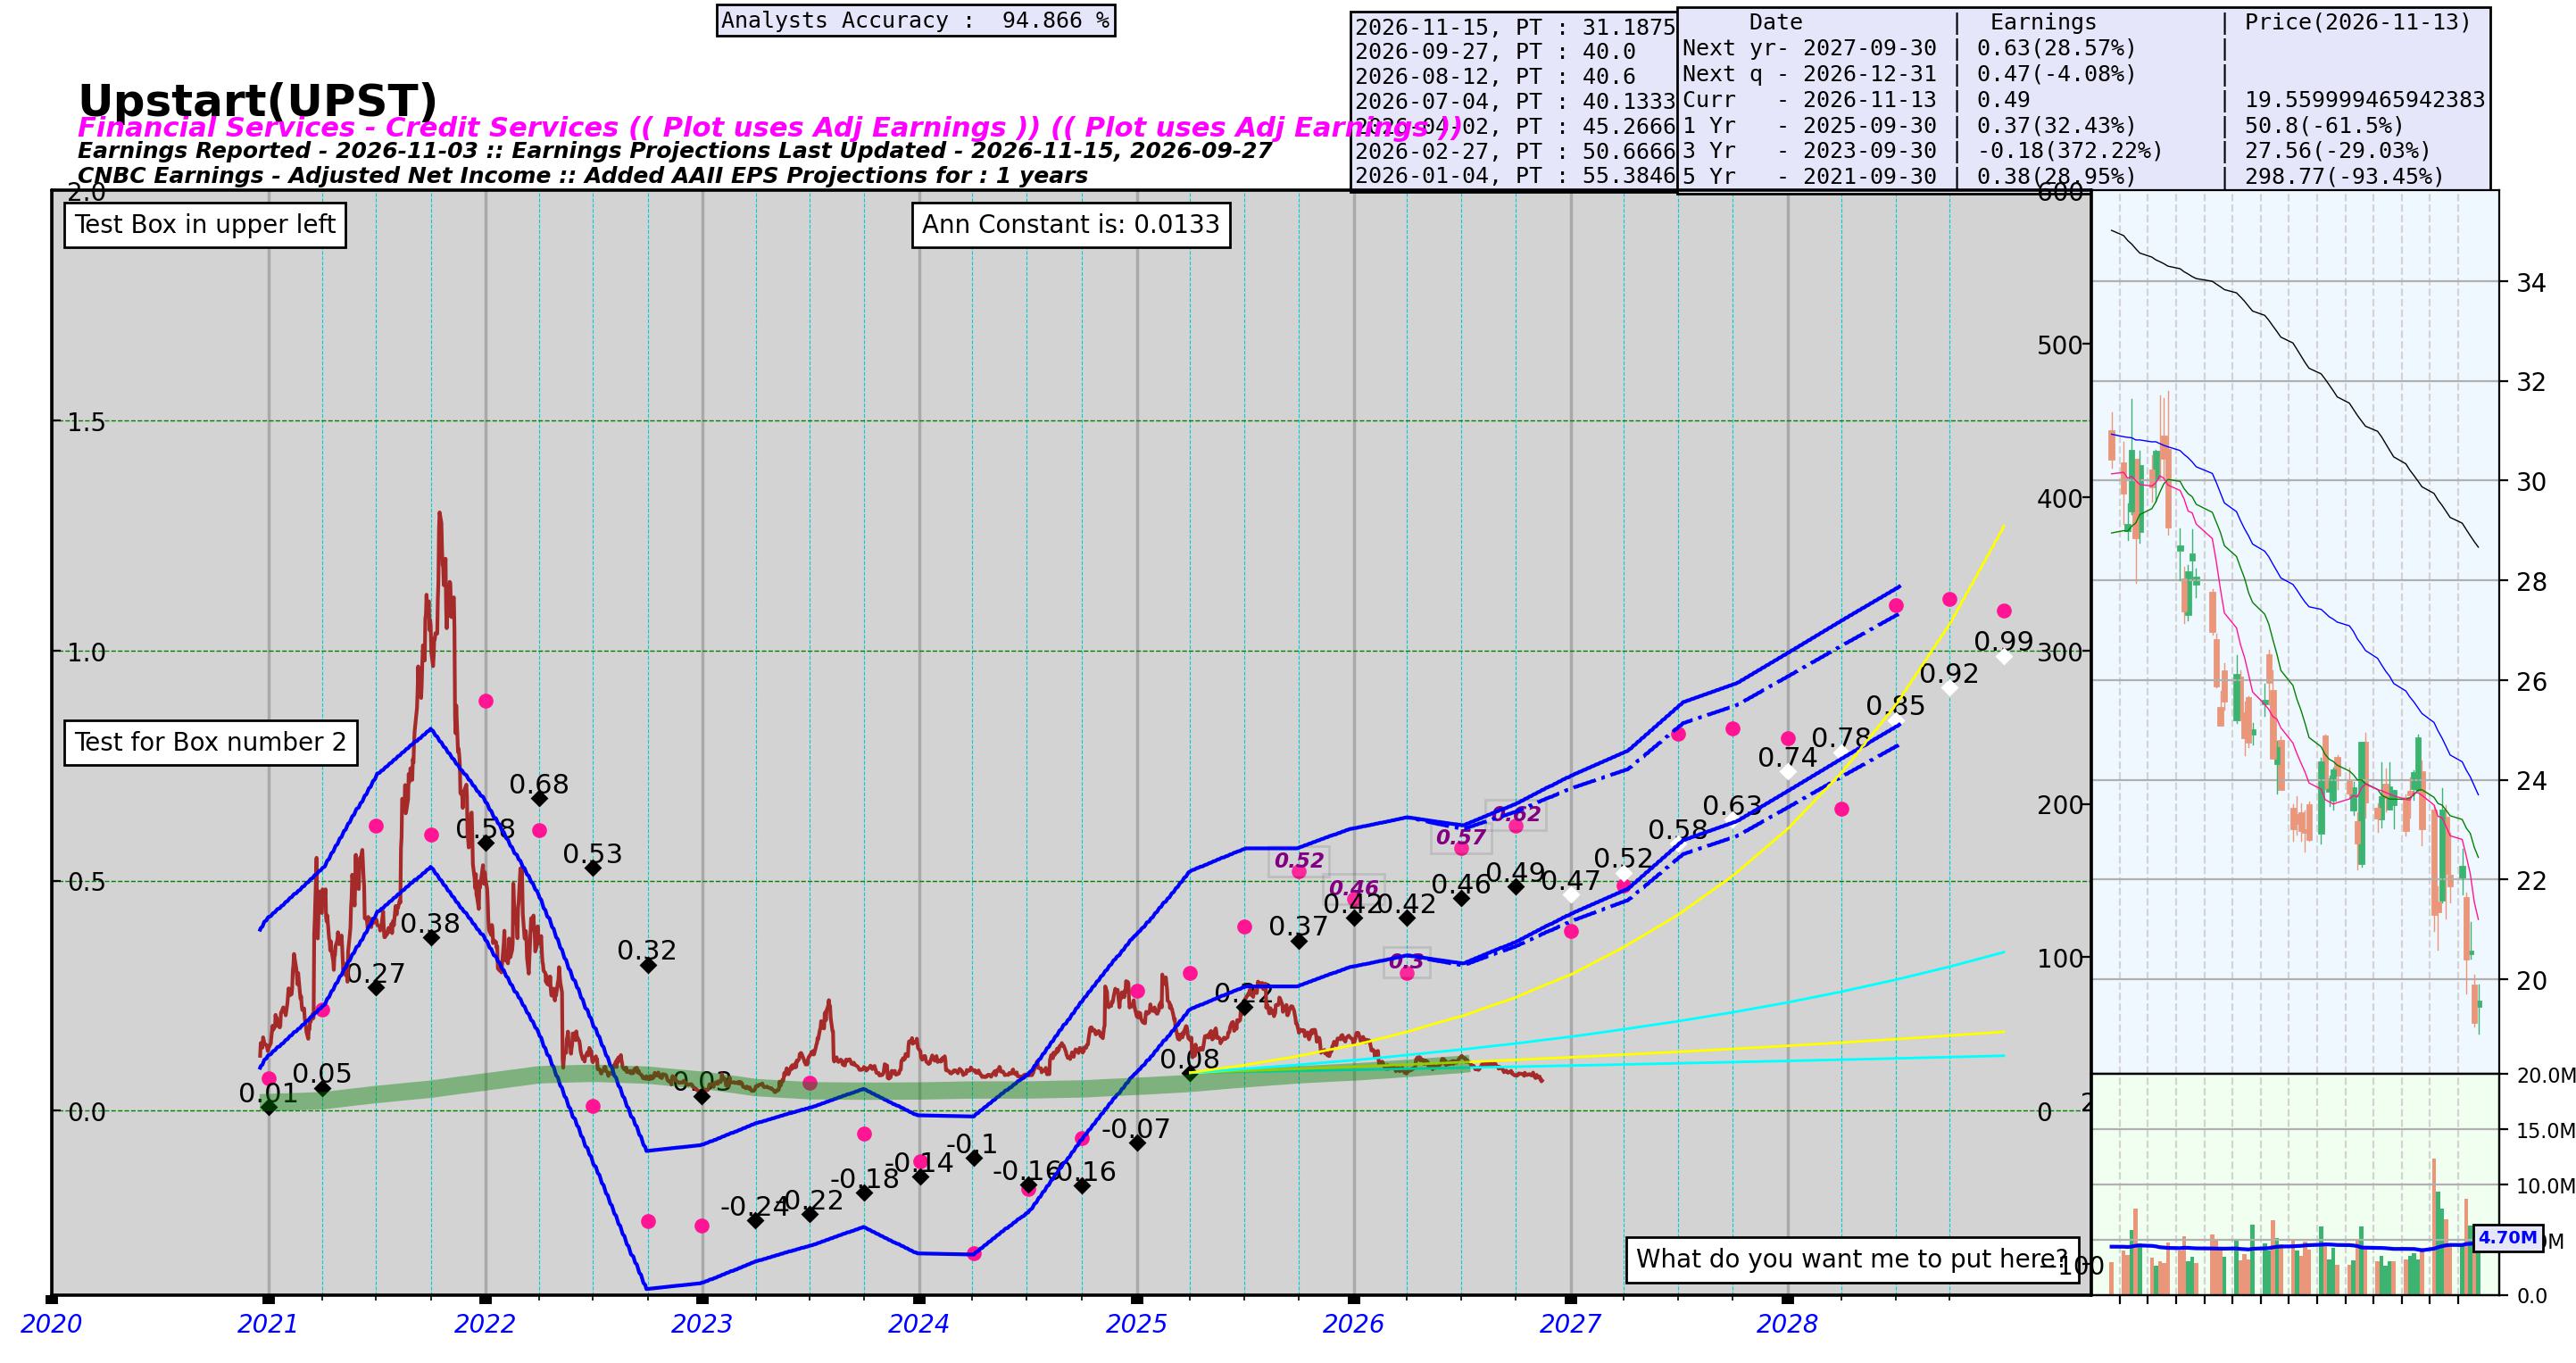 Analysts Accuracy :  94.866 %
2026-11-15, PT : 31.1875
2026-09-27, PT : 40.0
2026-08-12, PT : 40.6
2026-07-04, PT : 40.1333
2026-04-02, PT : 45.2666
2026-02-27, PT : 50.6666
2026-01-04, PT : 55.3846
Date | Earnings | Price(2026-11-13)
Next yr- 2027-09-30 | 0.63(28.57%) |
Next q - 2026-12-31 | 0.47(-4.08%) |
Curr - 2026-11-13 | 0.49 | 19.559999465942383
1 Yr - 2025-09-30 | 0.37(32.43%) | 50.8(-61.5%)
3 Yr - 2023-09-30 | -0.18(372.22%) | 27.56(-29.03%)
5 Yr - 2021-09-30 | 0.38(28.95%) | 298.77(-93.45%)
Upstart(UPST)
Financial Services - Credit Services (( Plot uses Adj Earnings )) (( Plot uses Adj Earnings ))
Earnings Reported - 2026-11-03 :: Earnings Projections Last Updated - 2026-11-15, 2026-09-27
CNBC Earnings - Adjusted Net Income :: Added AAII EPS Projections for : 1 years
Test Box in upper left
Ann Constant is: 0.0133
Test for Box number 2
What do you want me to put here?
2.0
1.5
1.0
0.5
0.0
600
500
400
300
200
100
0
-100
0.01
0.05
0.27
0.38
0.58
0.68
0.53
0.32
0.03
-0.24
-0.22
-0.18
-0.14
-0.1
-0.16
-0.16
-0.07
0.08
0.22
0.37
0.42
0.42
0.46
0.49
0.47
0.52
0.58
0.63
0.74
0.78
0.85
0.92
0.99
0.52
0.46
0.3
0.57
0.62
34
32
30
28
26
24
22
20
20.0M
15.0M
10.0M
4.70M
0.0
2020
2021
2022
2023
2024
2025
2026
2027
2028